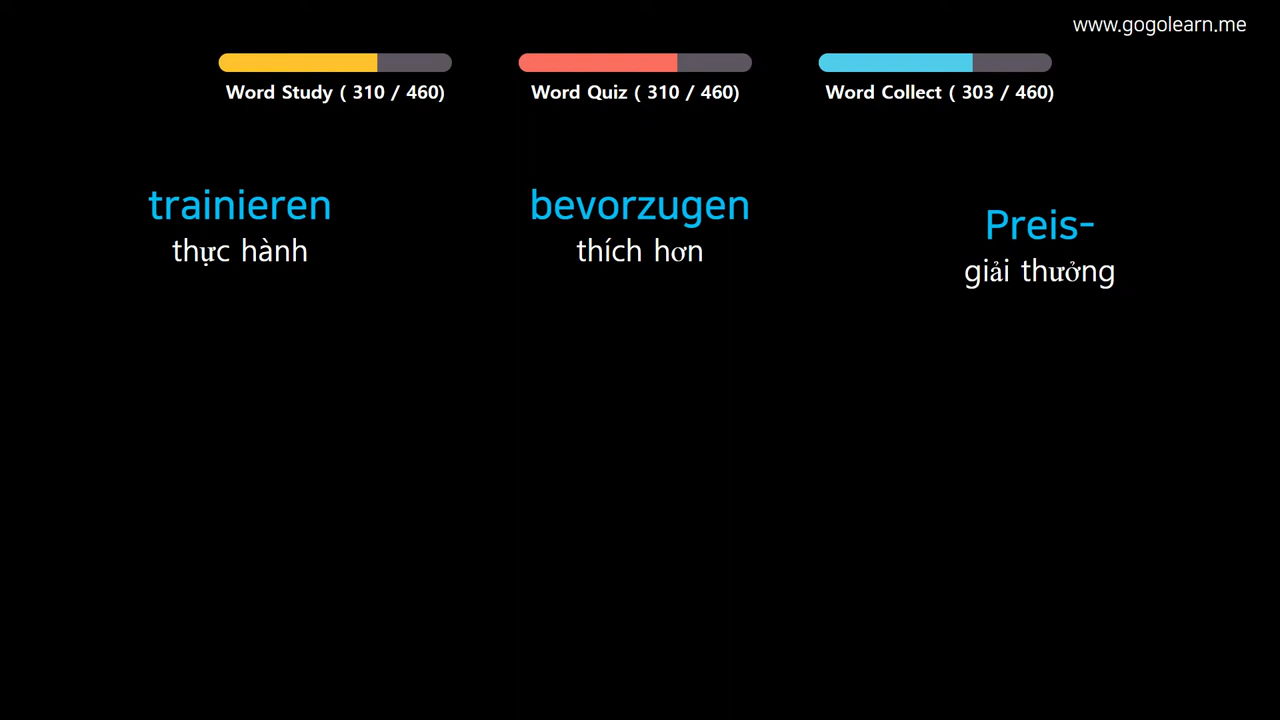 www.gogolearn.me
Word Study ( 310 / 460)
Word Quiz ( 310 / 460)
Word Collect ( 303 / 460)
trainieren
thực hành
bevorzugen
thích hơn
Preis-
giải thưởng